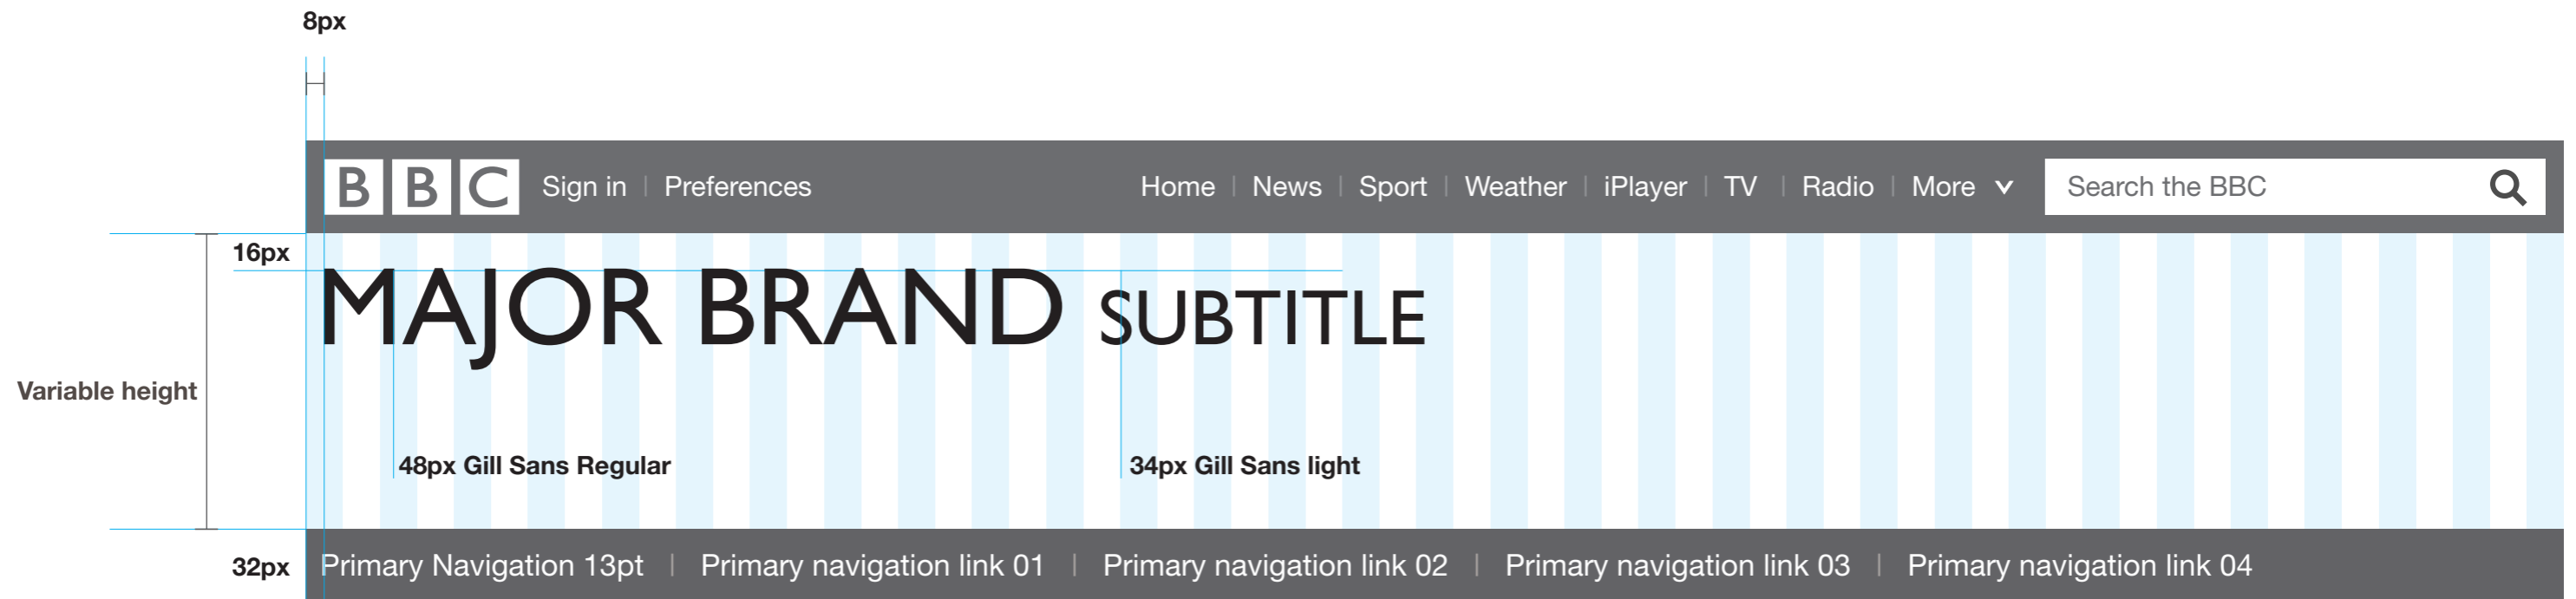 8px
BBC Sign in | Preferences Home | News | Sport | Weather | iPlayer | TV | Radio | More Search the BBC
16px
MAJOR BRAND SUBTITLE
Variable height
48px Gill Sans Regular 34px Gill Sans light
32px Primary Navigation 13pt | Primary navigation link 01 | Primary navigation link 02 | Primary navigation link 03 | Primary navigation link 04